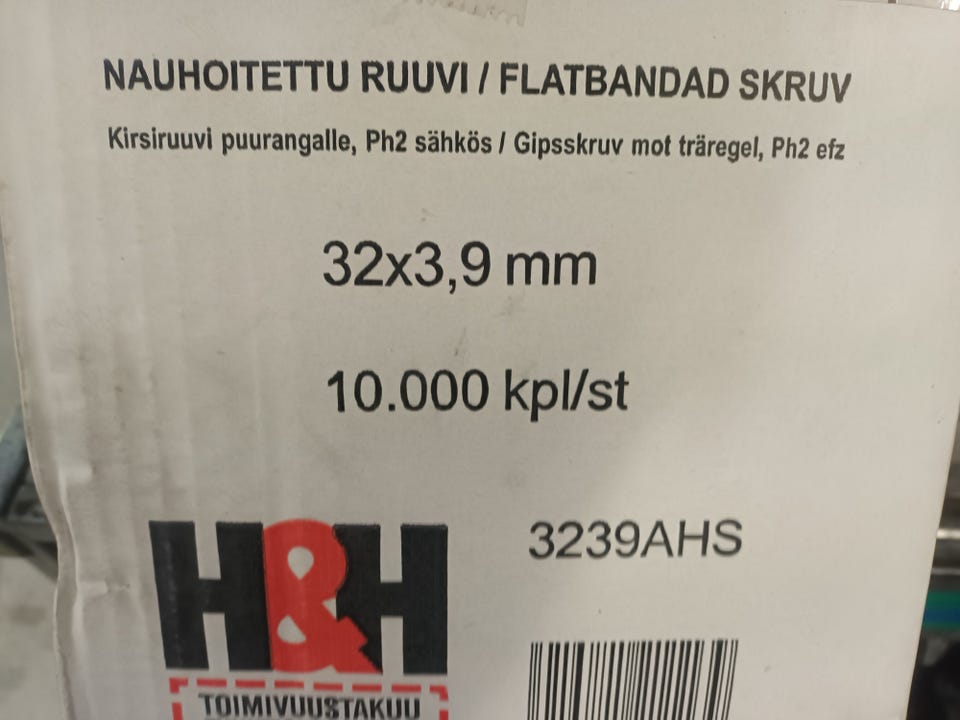 NAUHOITETTU RUUVI / FLATBANDAD SKRUV
Kirsiruuvi puurangalle, Ph2 sähkös / Gipsskruv mot träregel, Ph2 efz
32x3,9 mm
10.000 kpl/st
H&H
3239AHS
TOIMIVUUSTAKUU